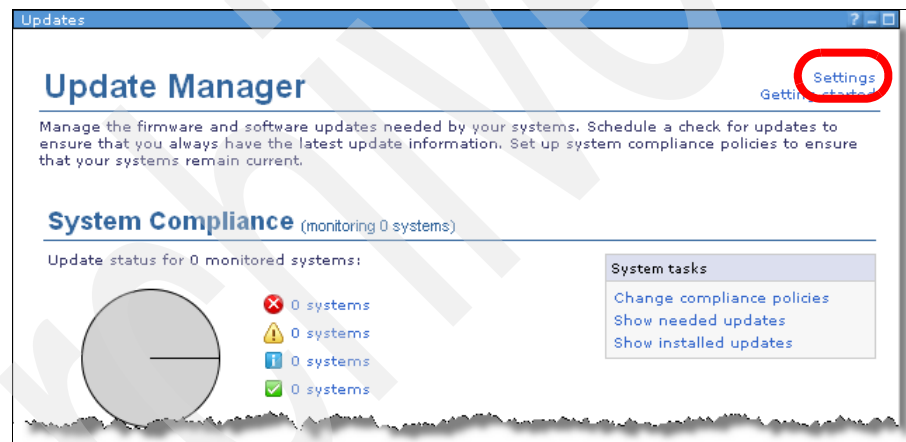 Updates
Update Manager
Settings
Getting started
Manage the firmware and software updates needed by your systems. Schedule a check for updates to
ensure that you always have the latest update information. Set up system compliance policies to ensure
that your systems remain current.
System Compliance (monitoring 0 systems)
Update status for 0 monitored systems:
0 systems
0 systems
0 systems
0 systems
System tasks
Change compliance policies
Show needed updates
Show installed updates